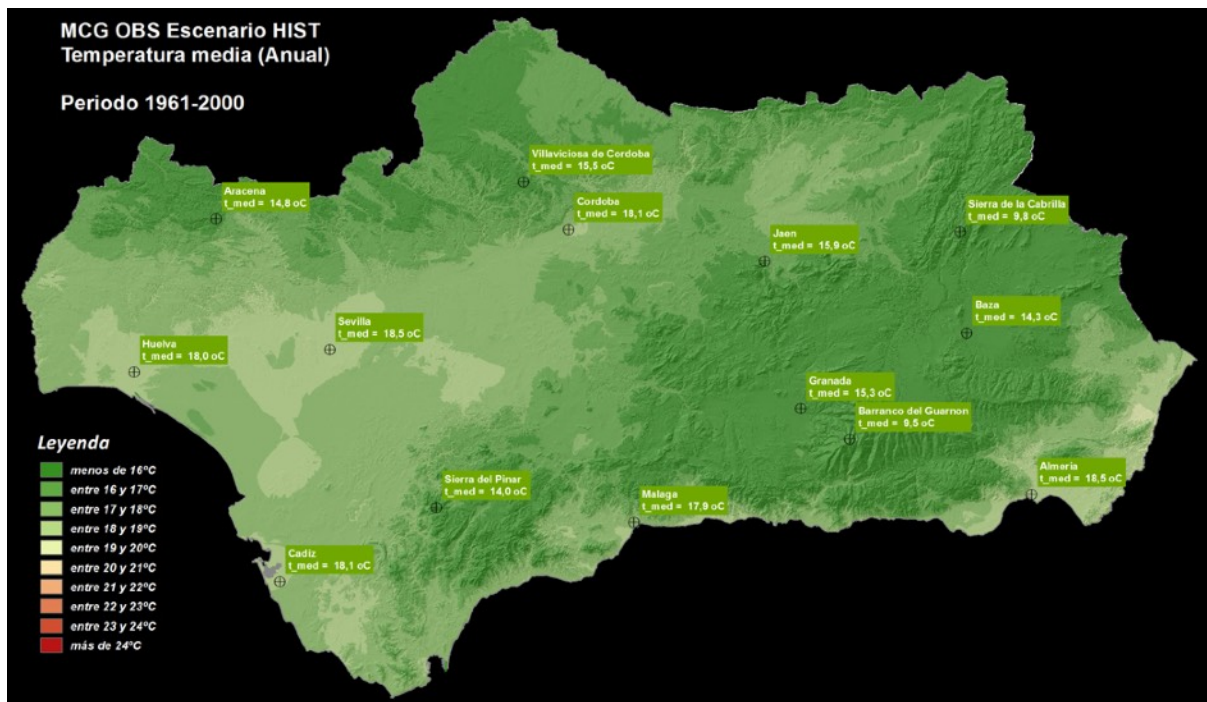 MCG OBS Escenario HIST
Temperatura media (Anual)
Periodo 1961-2000
Villaviciosa de Cordoba
t_med = 15,5 oC
Aracena
t_med = 14,8 oC
Cordoba
t_med = 18,1 oC
Sierra de la Cabrilla
t_med = 9,8 oC
Jaen
t_med = 15,9 oC
Baza
t_med = 14,3 oC
Sevilla
t_med = 18,5 oC
Huelva
t_med = 18,0 oC
Granada
t_med = 15,3 oC
Barranco del Guarnon
t_med = 9,5 oC
Almeria
t_med = 18,5 oC
Sierra del Pinar
t_med = 14,0 oC
Malaga
t_med = 17,9 oC
Cadiz
t_med = 18,1 oC
Leyenda
menos de 16ºC
entre 16 y 17ºC
entre 17 y 18ºC
entre 18 y 19ºC
entre 19 y 20ºC
entre 20 y 21ºC
entre 21 y 22ºC
entre 22 y 23ºC
entre 23 y 24ºC
más de 24ºC